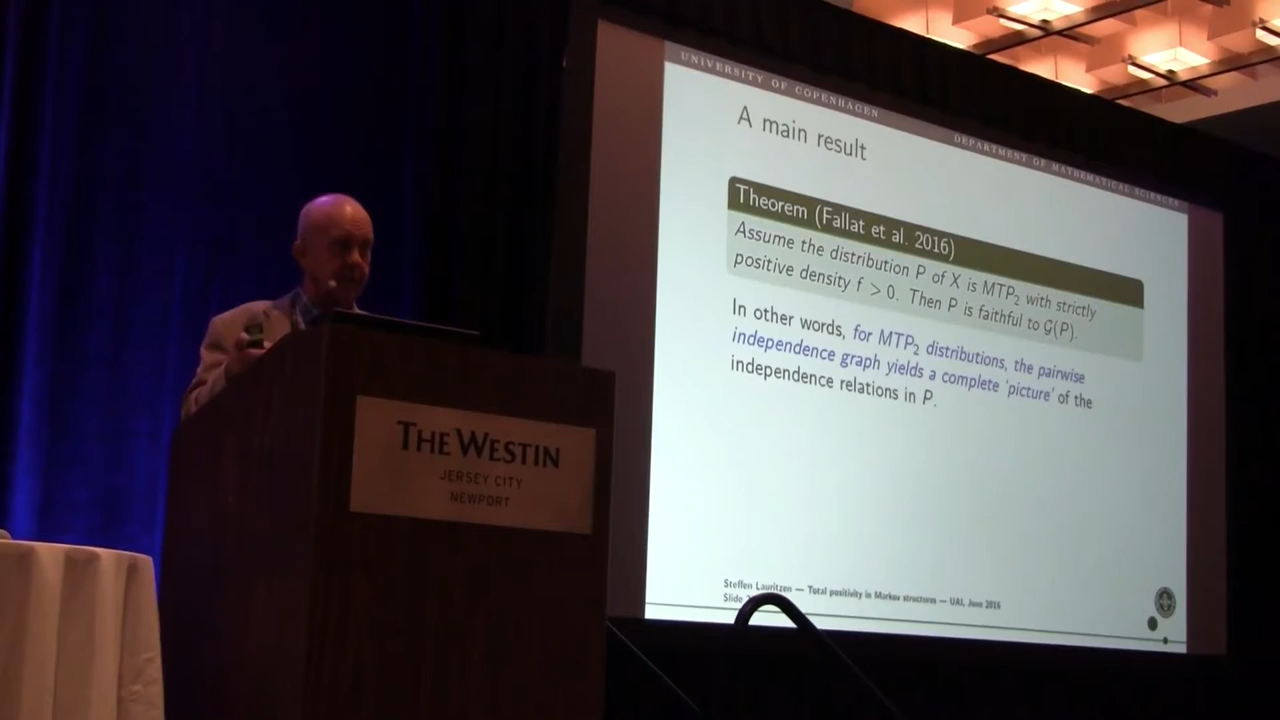 UNIVERSITY OF COPENHAGEN
DEPARTMENT OF MATHEMATICAL SCIENCES
A main result
Theorem (Fallat et al. 2016)
Assume the distribution P of X is MTP₂ with strictly
positive density f > 0. Then P is faithful to G(P).
In other words, for MTP₂ distributions, the pairwise
independence graph yields a complete ‘picture’ of the
independence relations in P.
Steffen Lauritzen — Total positivity in Markov structures — UAI, June 2016
Slide
THE WESTIN
JERSEY CITY
NEWPORT